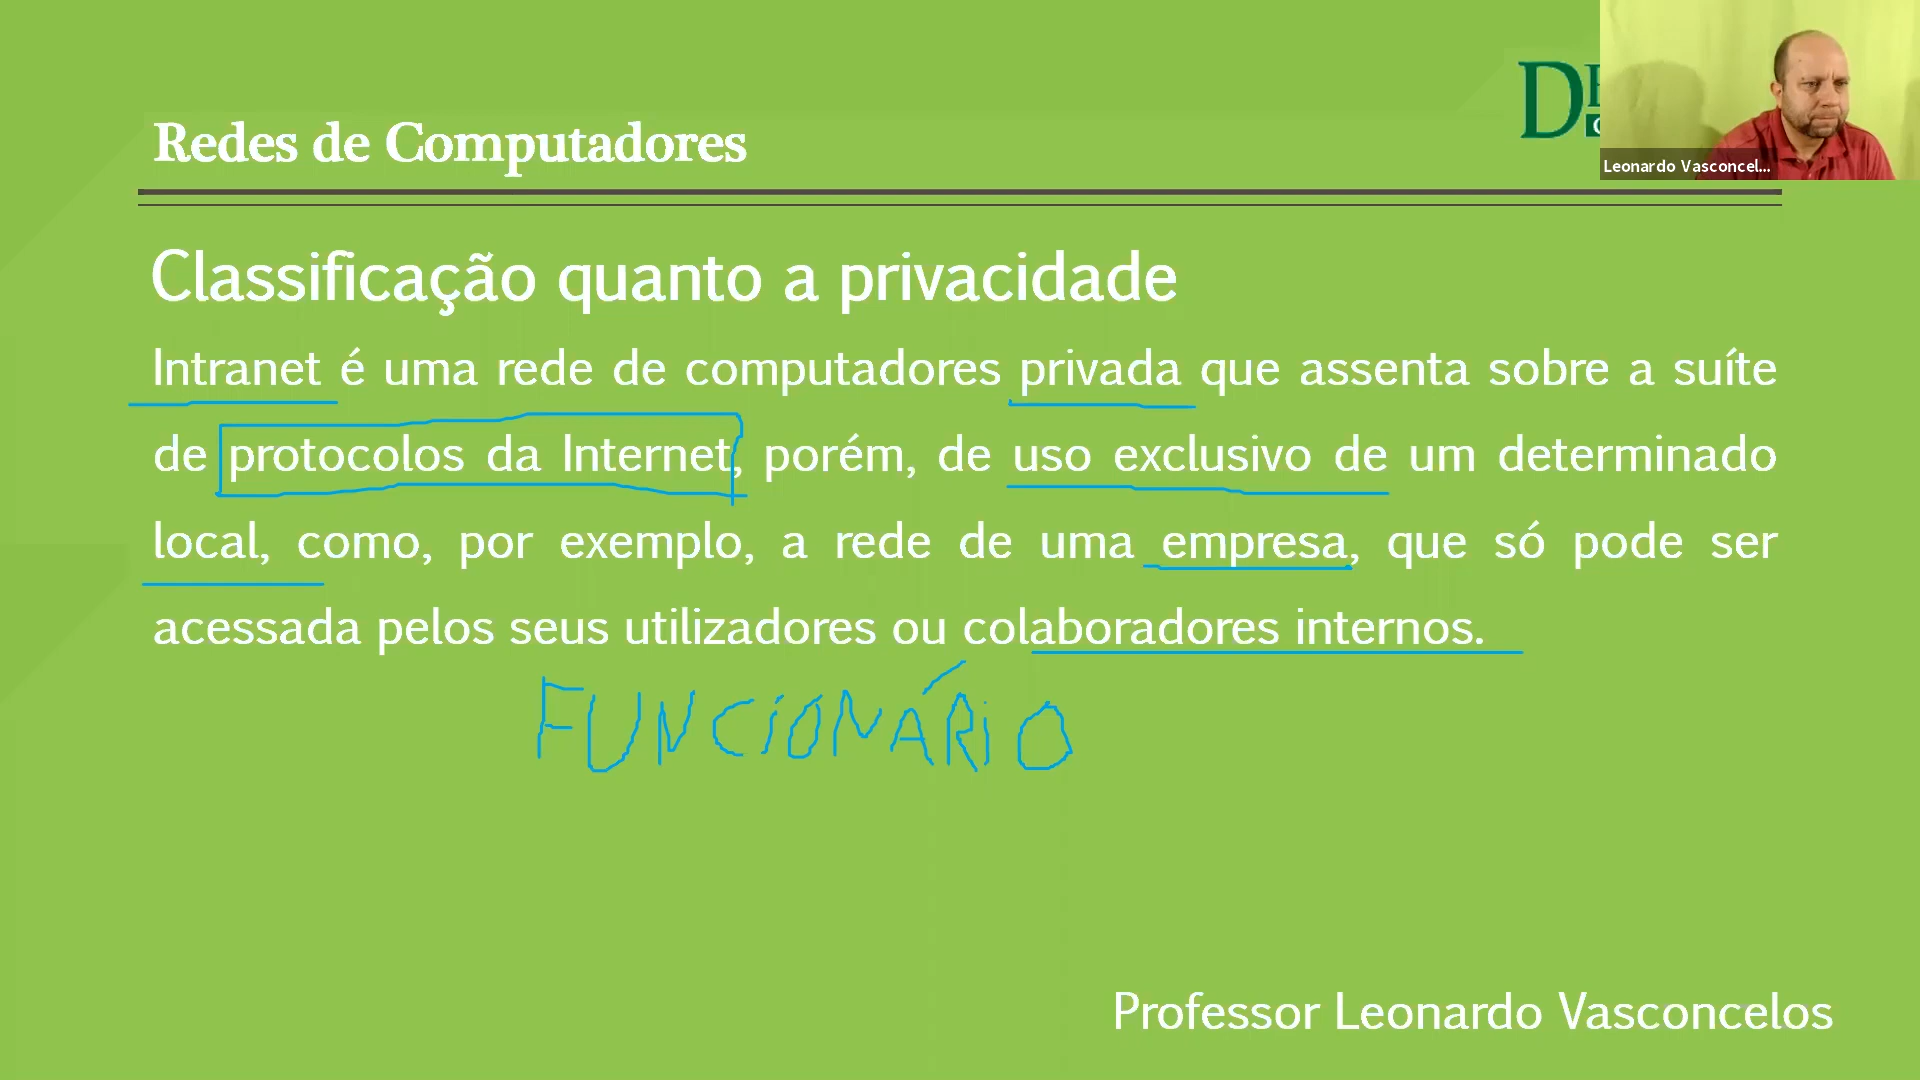 Redes de Computadores
Leonardo Vasconcel...
Classificação quanto a privacidade
Intranet é uma rede de computadores privada que assenta sobre a suíte
de protocolos da Internet, porém, de uso exclusivo de um determinado
local, como, por exemplo, a rede de uma empresa, que só pode ser
acessada pelos seus utilizadores ou colaboradores internos.
FUNCIONÁRIO
Professor Leonardo Vasconcelos